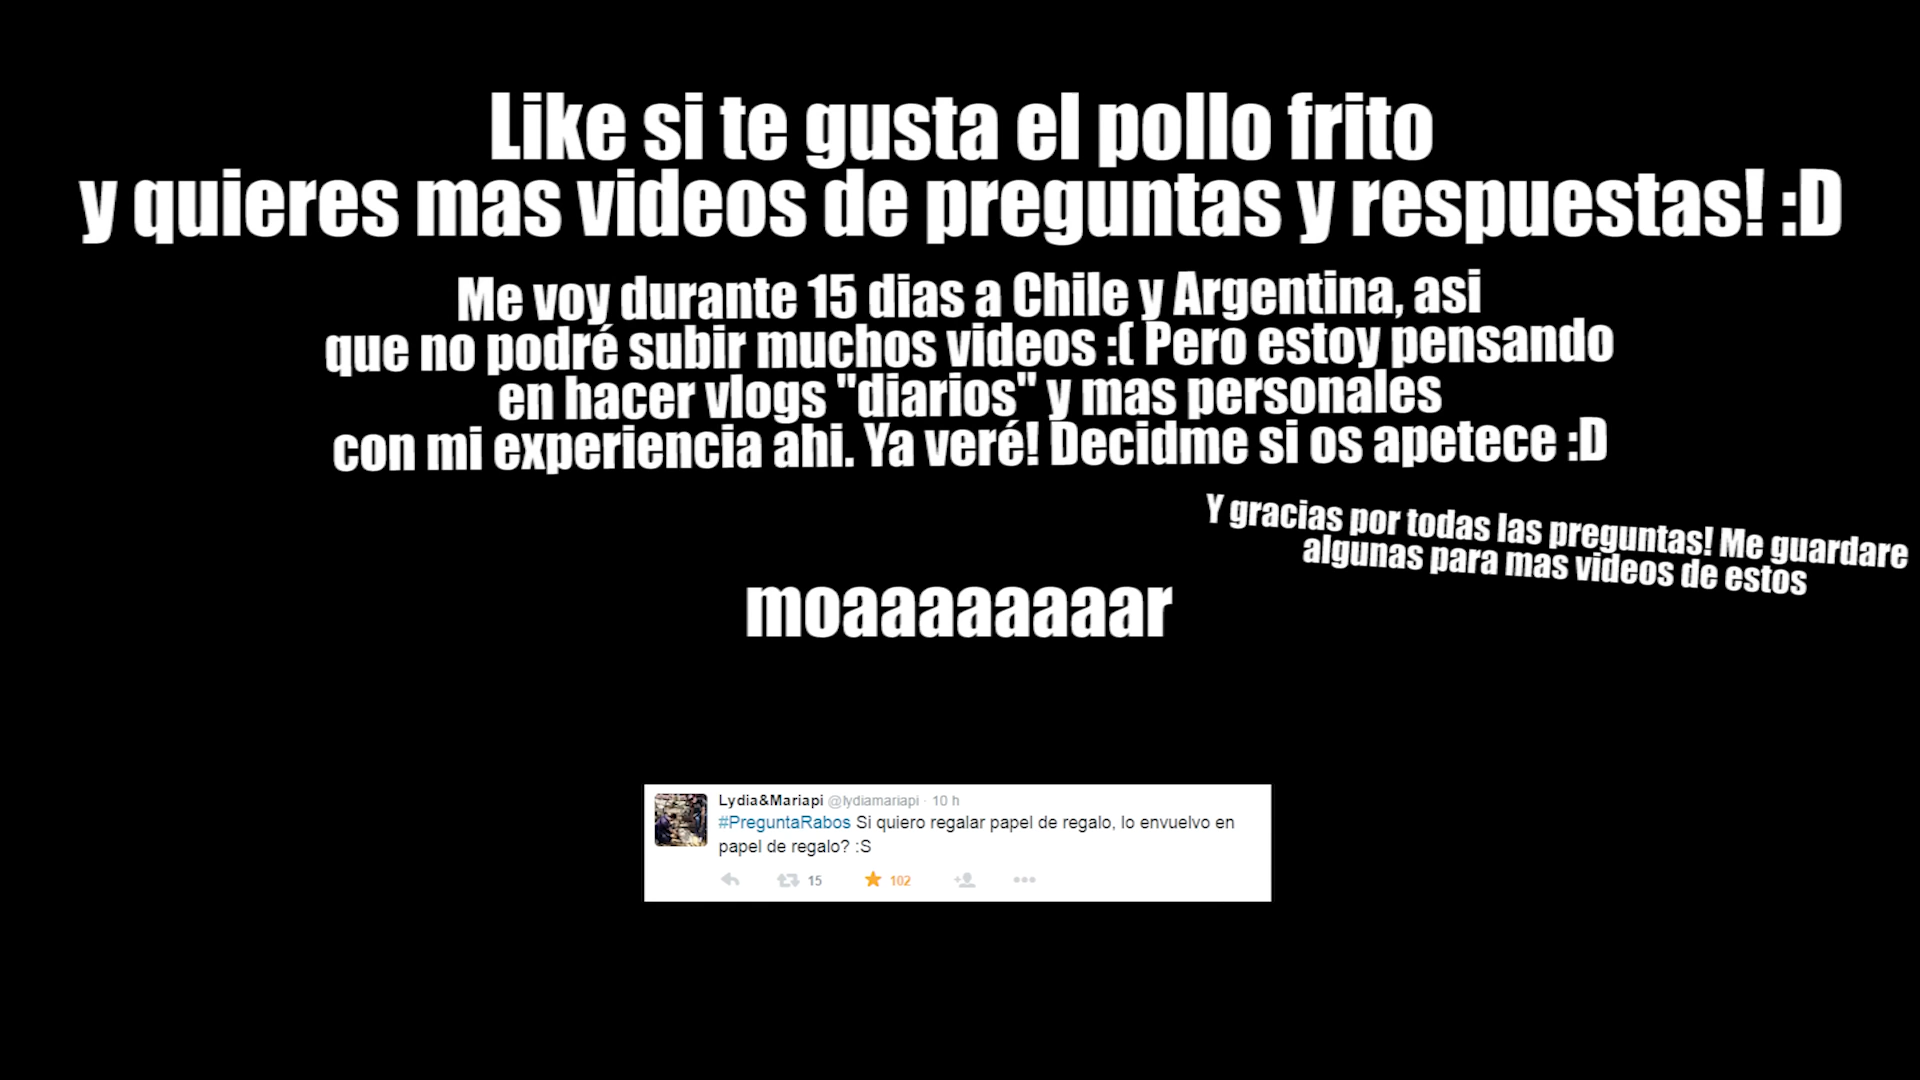 Like si te gusta el pollo frito
y quieres mas videos de preguntas y respuestas! :D
Me voy durante 15 dias a Chile y Argentina, asi
que no podré subir muchos videos :( Pero estoy pensando
en hacer vlogs "diarios" y mas personales
con mi experiencia ahi. Ya veré! Decidme si os apetece :D
Y gracias por todas las preguntas! Me guardare
algunas para mas videos de estos
moaaaaaaaar
Lydia&Mariapi @lydiamariapi · 10 h
#PreguntaRabos Si quiero regalar papel de regalo, lo envuelvo en
papel de regalo? :S
15 102